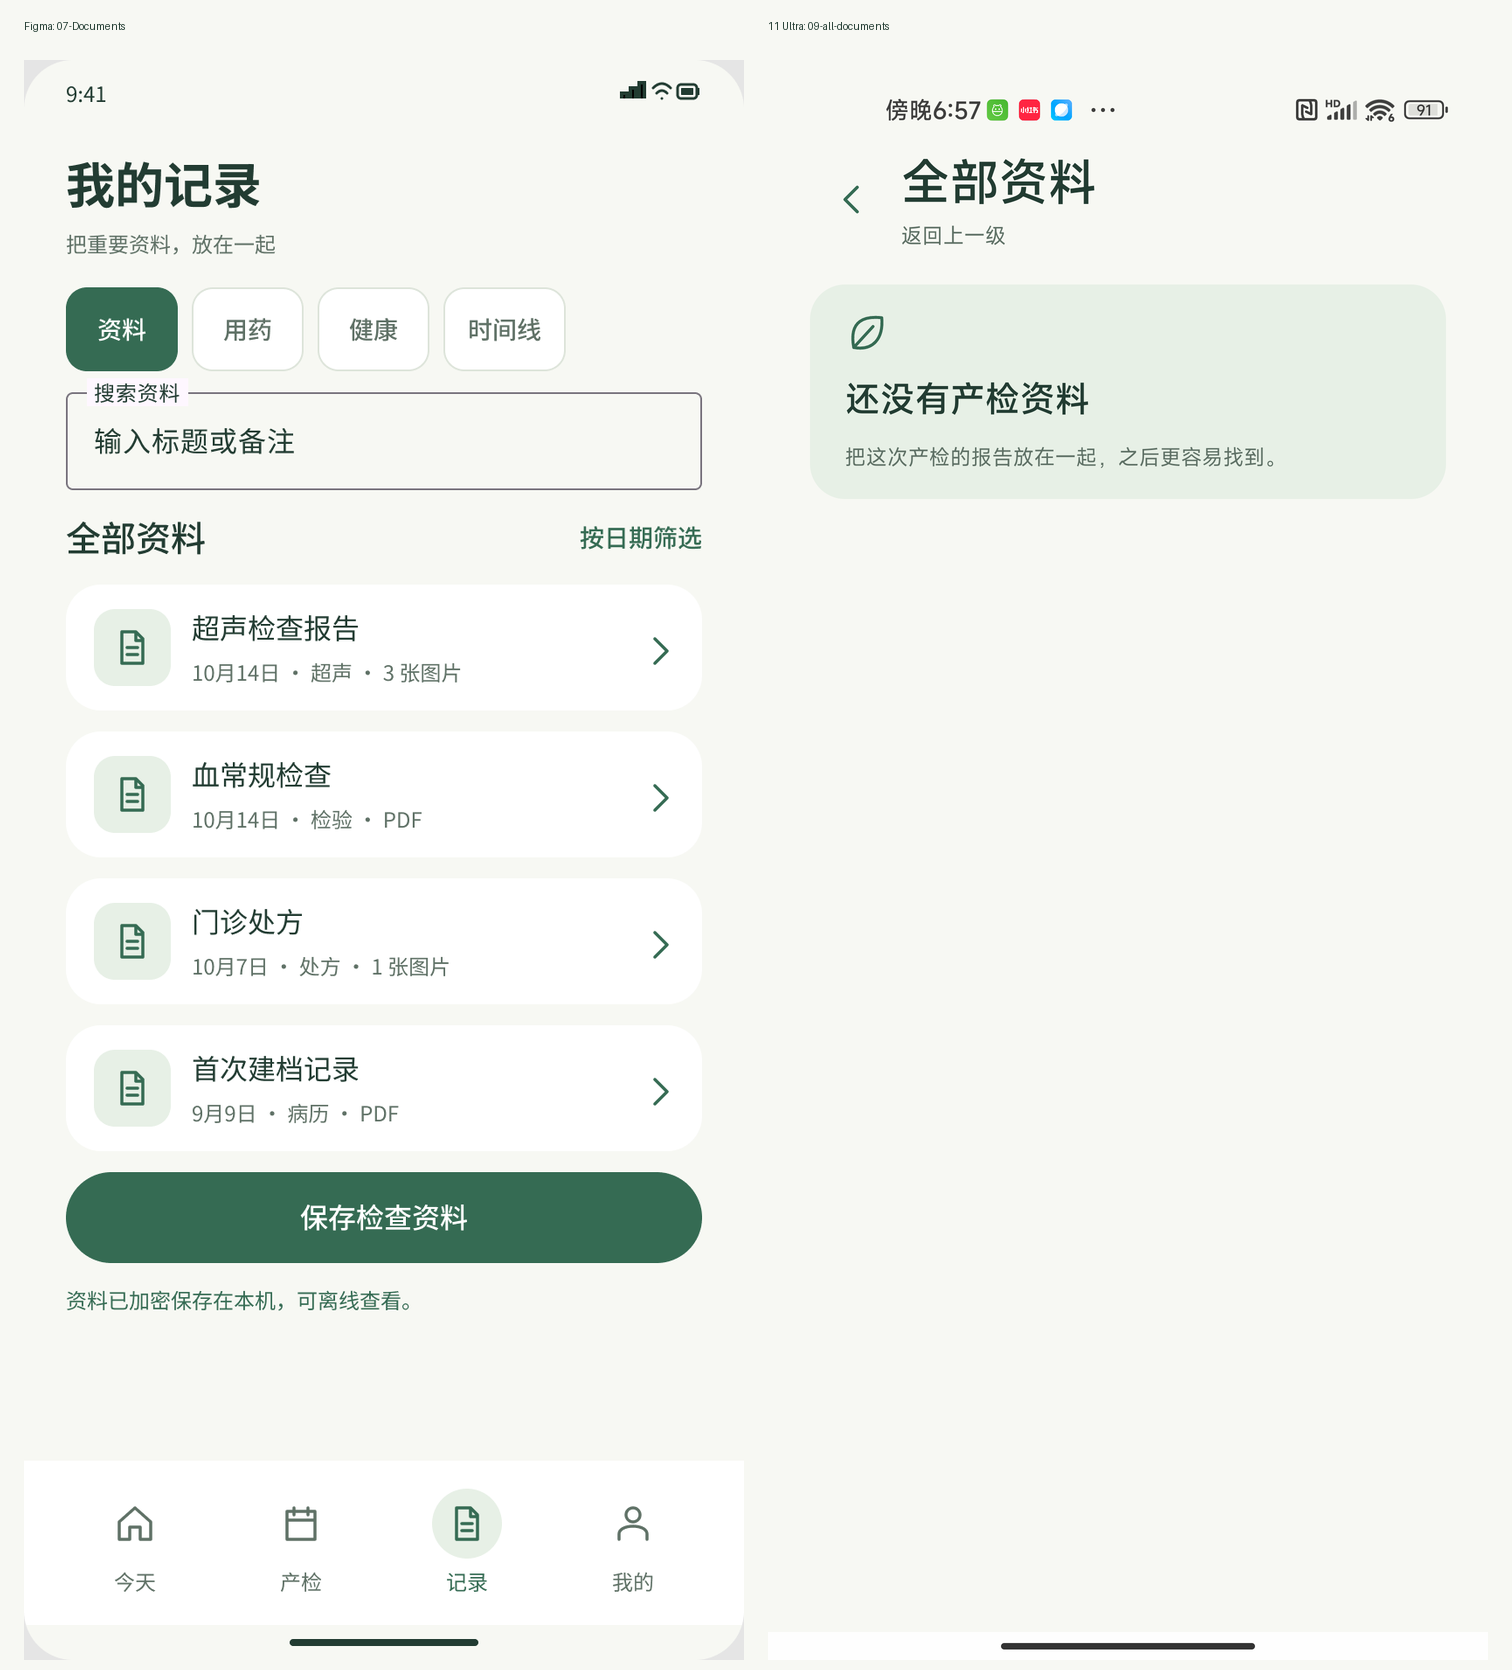 Figma: 07-Documents
9:41
我的记录
把重要资料，放在一起
资料
用药
健康
时间线
搜索资料
输入标题或备注
全部资料
按日期筛选
超声检查报告
10月14日 · 超声 · 3 张图片
血常规检查
10月14日 · 检验 · PDF
门诊处方
10月7日 · 处方 · 1 张图片
首次建档记录
9月9日 · 病历 · PDF
保存检查资料
资料已加密保存在本机，可离线查看。
今天
产检
记录
我的
11 Ultra: 09-all-documents
傍晚6:57
小红书
HD
6
91
全部资料
返回上一级
还没有产检资料
把这次产检的报告放在一起，之后更容易找到。